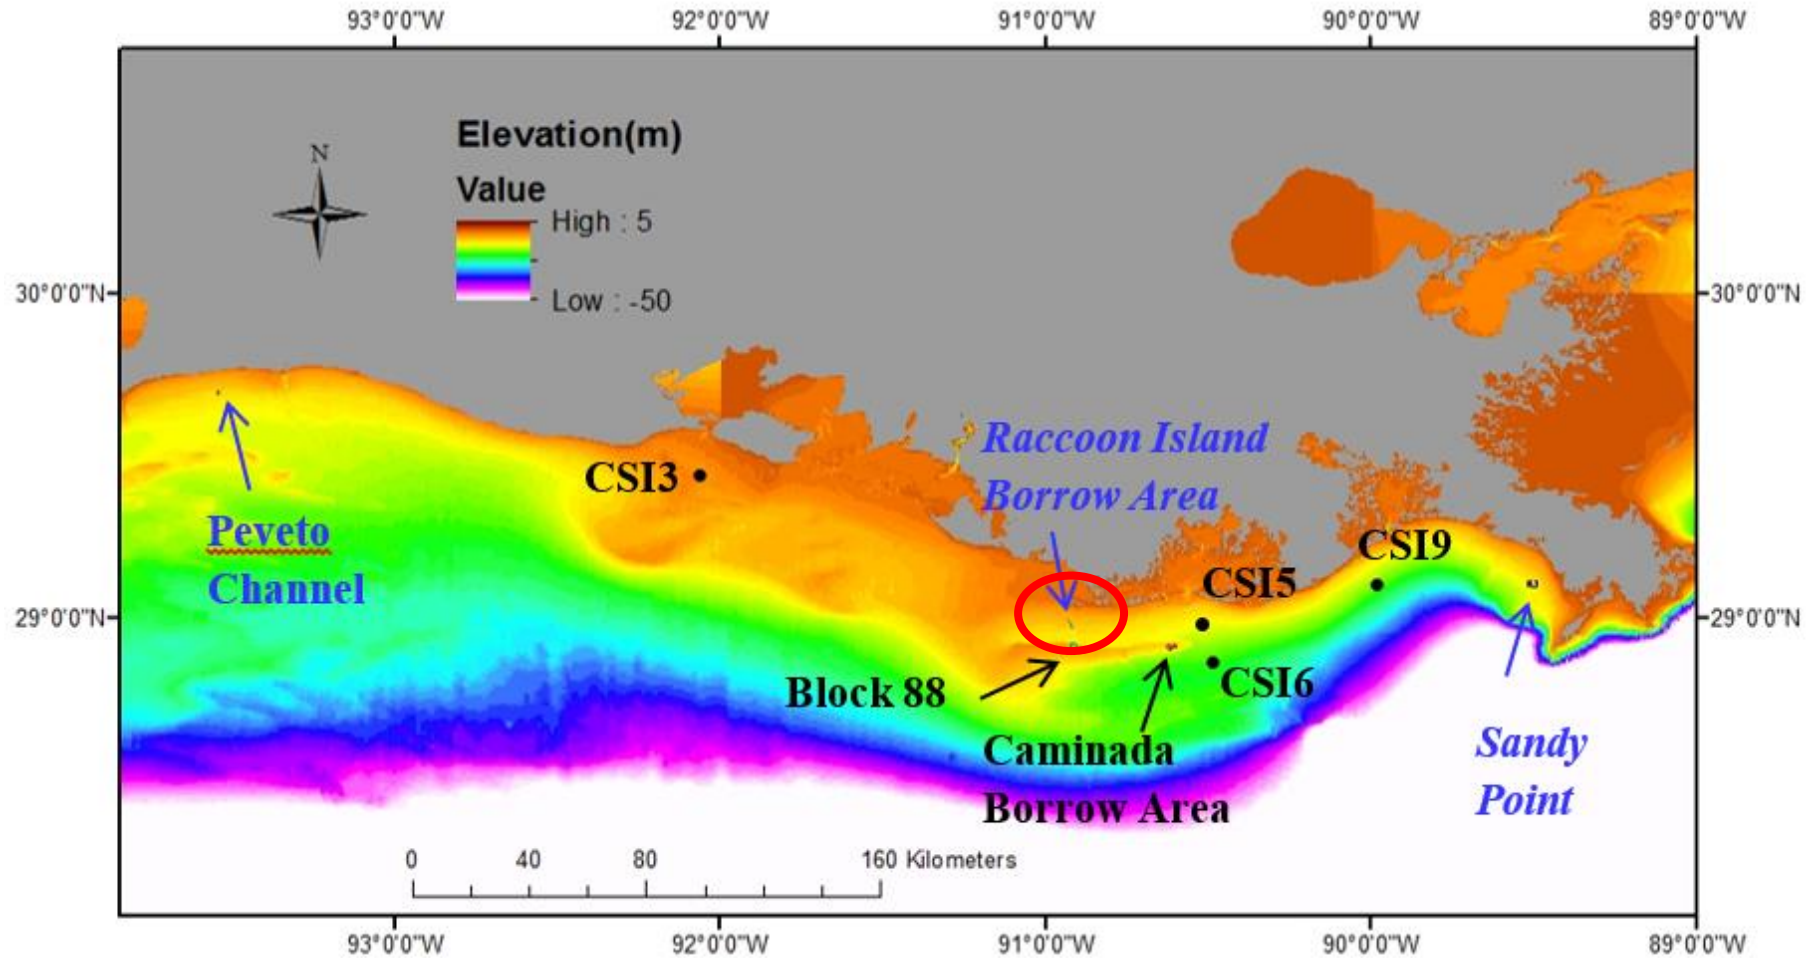 93°0'0"W 92°0'0"W 91°0'0"W 90°0'0"W 89°0'0"W
Elevation(m)
N
Value
High : 5
30°0'0"N 30°0'0"N
Low : -50
Raccoon Island
Borrow Area
CSI3
Peveto
Channel
CSI9
CSI5
29°0'0"N 29°0'0"N
Block 88
CSI6
Caminada
Borrow Area
Sandy
Point
0 40 80 160 Kilometers
93°0'0"W 92°0'0"W 91°0'0"W 90°0'0"W 89°0'0"W